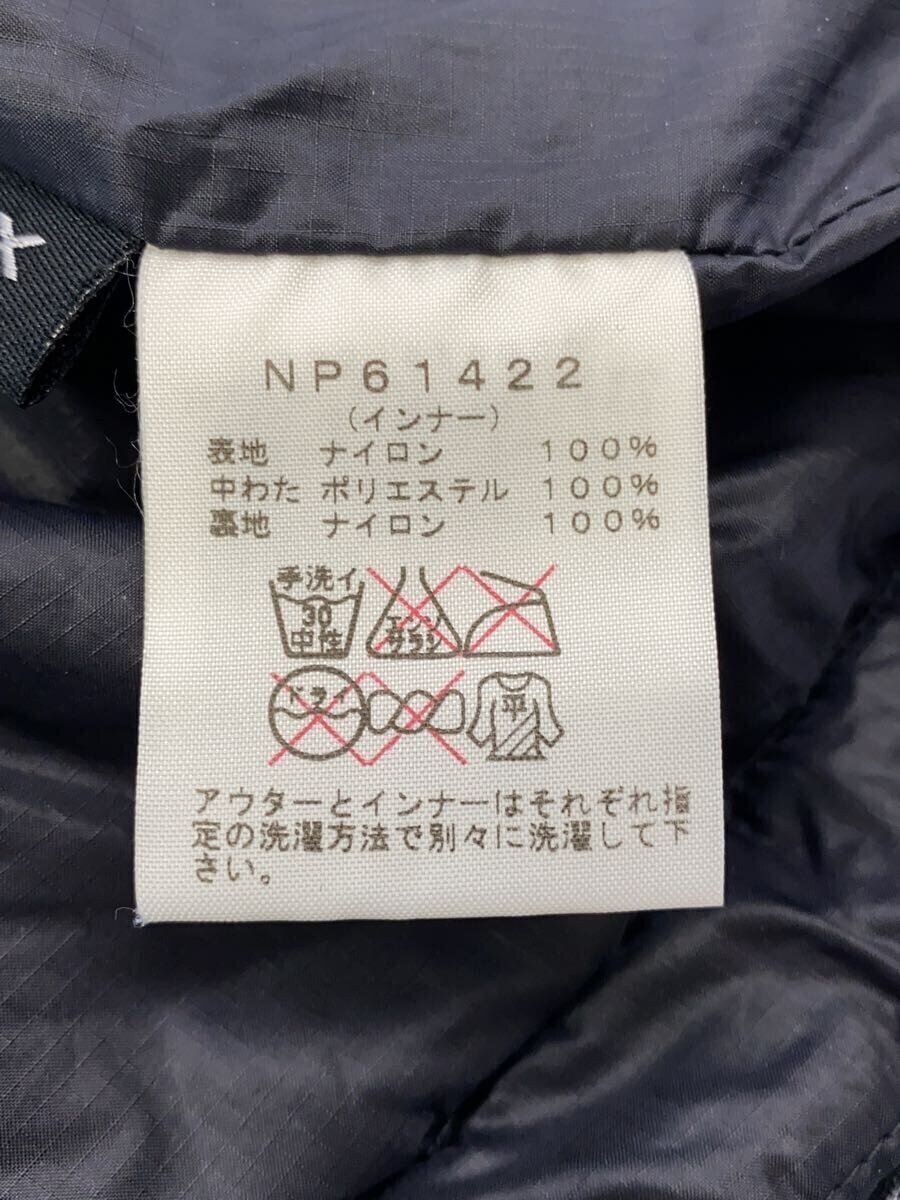 NP61422
(インナー)
表地 ナイロン 100%
中わた ポリエステル 100%
裏地 ナイロン 100%
手洗イ
30
中性
エンソ
サラシ
ドライ
平
アウターとインナーはそれぞれ指
定の洗濯方法で別々に洗濯して下
さい。